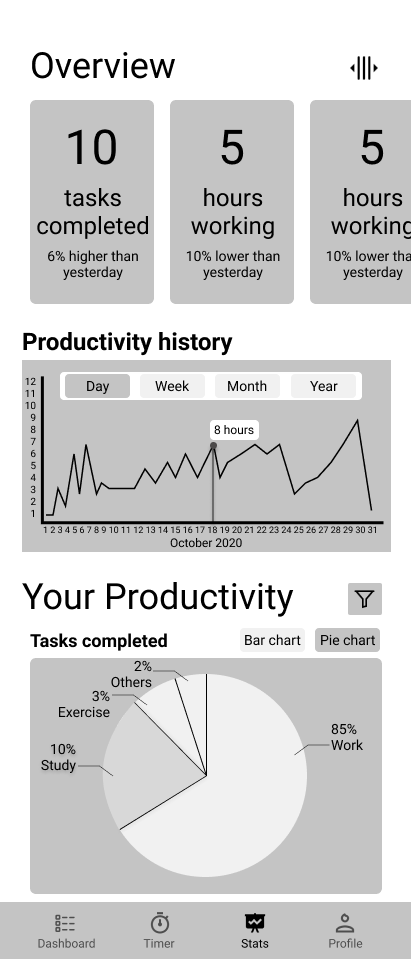 Overview
10
tasks
completed
6% higher than
yesterday
5
hours
working
10% lower than
yesterday
5
hours
working
10% lower tha
yesterday
Productivity history
Day Week Month Year
12
11
10
9
8
7
6
5
4
3
2
1
8 hours
1 2 3 4 5 6 7 8 9 10 11 12 13 14 15 16 17 18 19 20 21 22 23 24 25 26 27 28 29 30 31
October 2020
Your Productivity
Tasks completed Bar chart Pie chart
2%
Others
3%
Exercise
10%
Study
85%
Work
Dashboard Timer Stats Profile